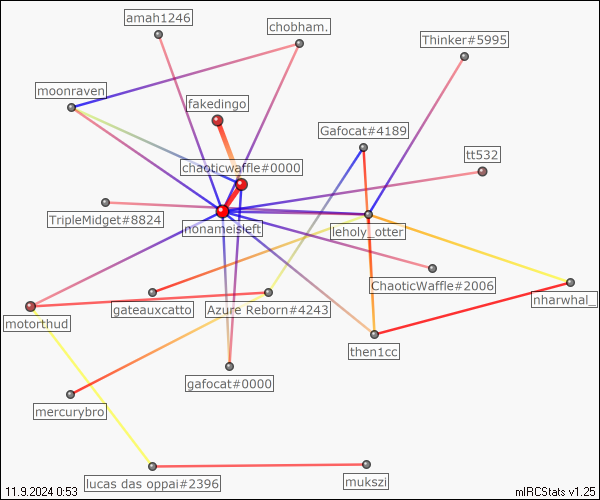 amah1246
chobham.
Thinker#5995
moonraven
fakedingo
Gafocat#4189
tt532
chaoticwaffle#0000
TripleMidget#8824
nonameisleft
leholy_otter
ChaoticWaffle#2006
nharwhal_
gateauxcatto
Azure Reborn#4243
motorthud
then1cc
gafocat#0000
mercurybro
lucas das oppai#2396
mukszi
11.9.2024 0:53
mIRCStats v1.25